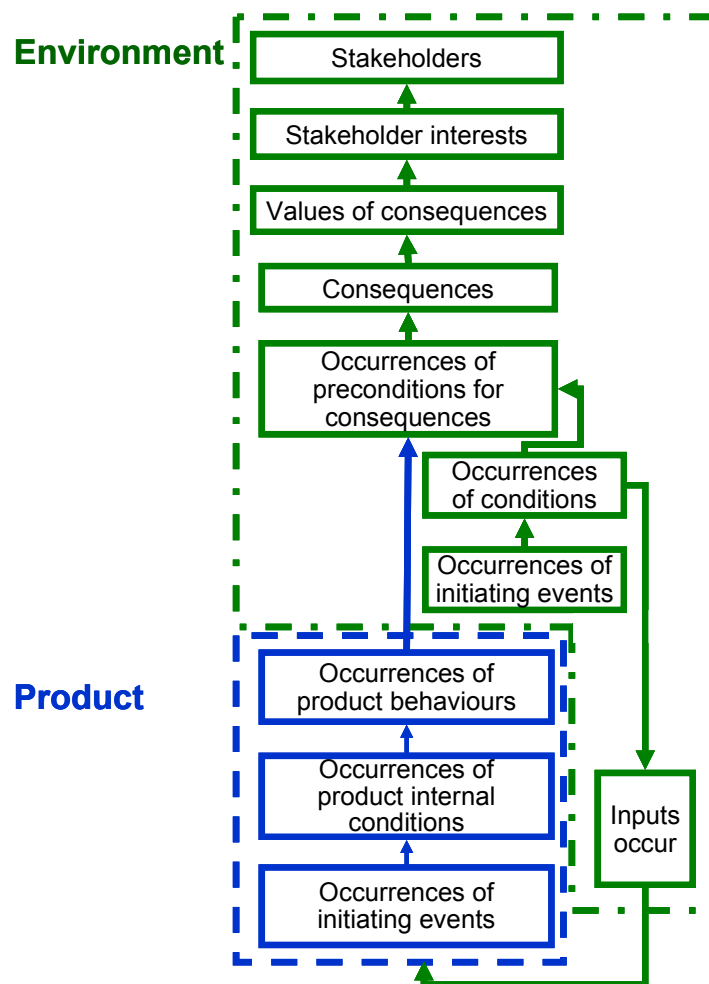 Environment
Stakeholders
Stakeholder interests
Values of consequences
Consequences
Occurrences of
preconditions for
consequences
Occurrences
of conditions
Occurrences of
initiating events
Product
Occurrences of
product behaviours
Occurrences of
product internal
conditions
Inputs
occur
Occurrences of
initiating events